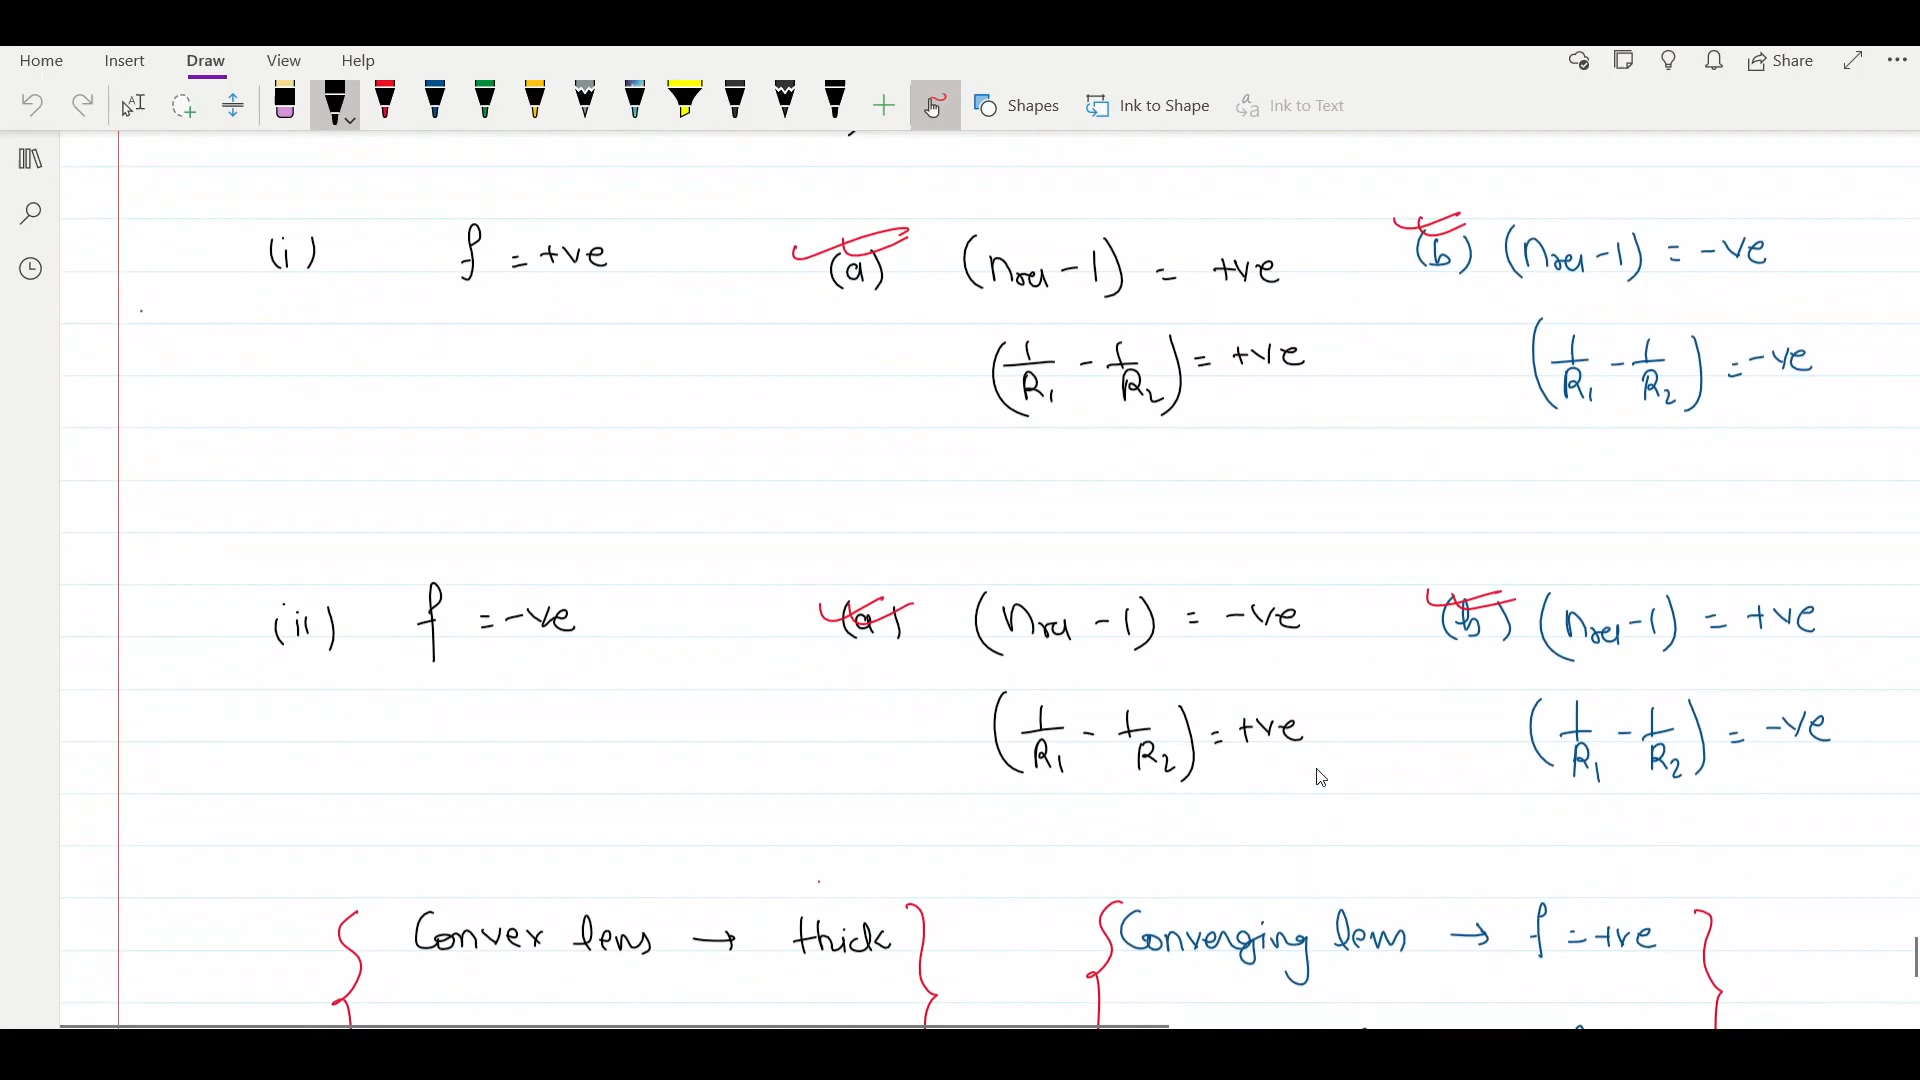 Home Insert Draw View Help Share
Shapes Ink to Shape Ink to Text
(i) f = +ve (a) (nrel - 1) = +ve (b) (nrel - 1) = -ve
(1/R1 - 1/R2) = +ve (1/R1 - 1/R2) = -ve
(ii) f = -ve (a) (nrel - 1) = -ve (b) (nrel - 1) = +ve
(1/R1 - 1/R2) = +ve (1/R1 - 1/R2) = -ve
Convex lens → thick Converging lens → f = +ve